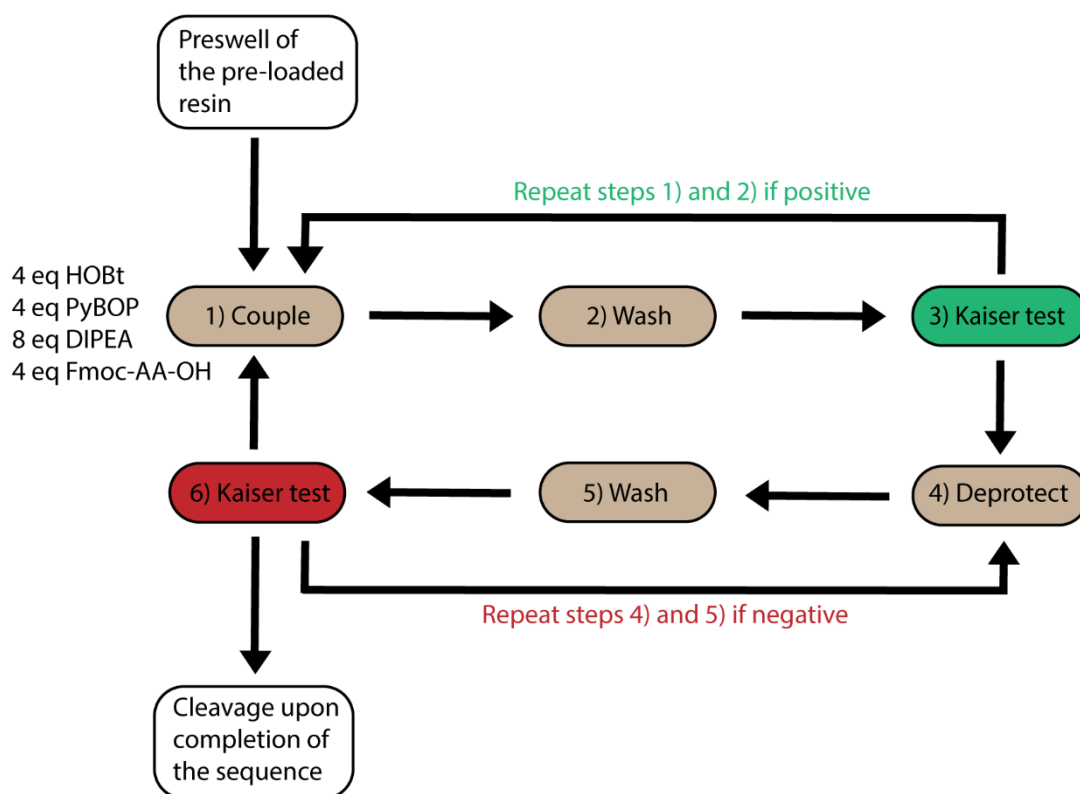 Preswell of
the pre-loaded
resin
Repeat steps 1) and 2) if positive
4 eq HOBt
4 eq PyBOP
8 eq DIPEA
4 eq Fmoc-AA-OH
1) Couple
2) Wash
3) Kaiser test
6) Kaiser test
5) Wash
4) Deprotect
Repeat steps 4) and 5) if negative
Cleavage upon
completion of
the sequence